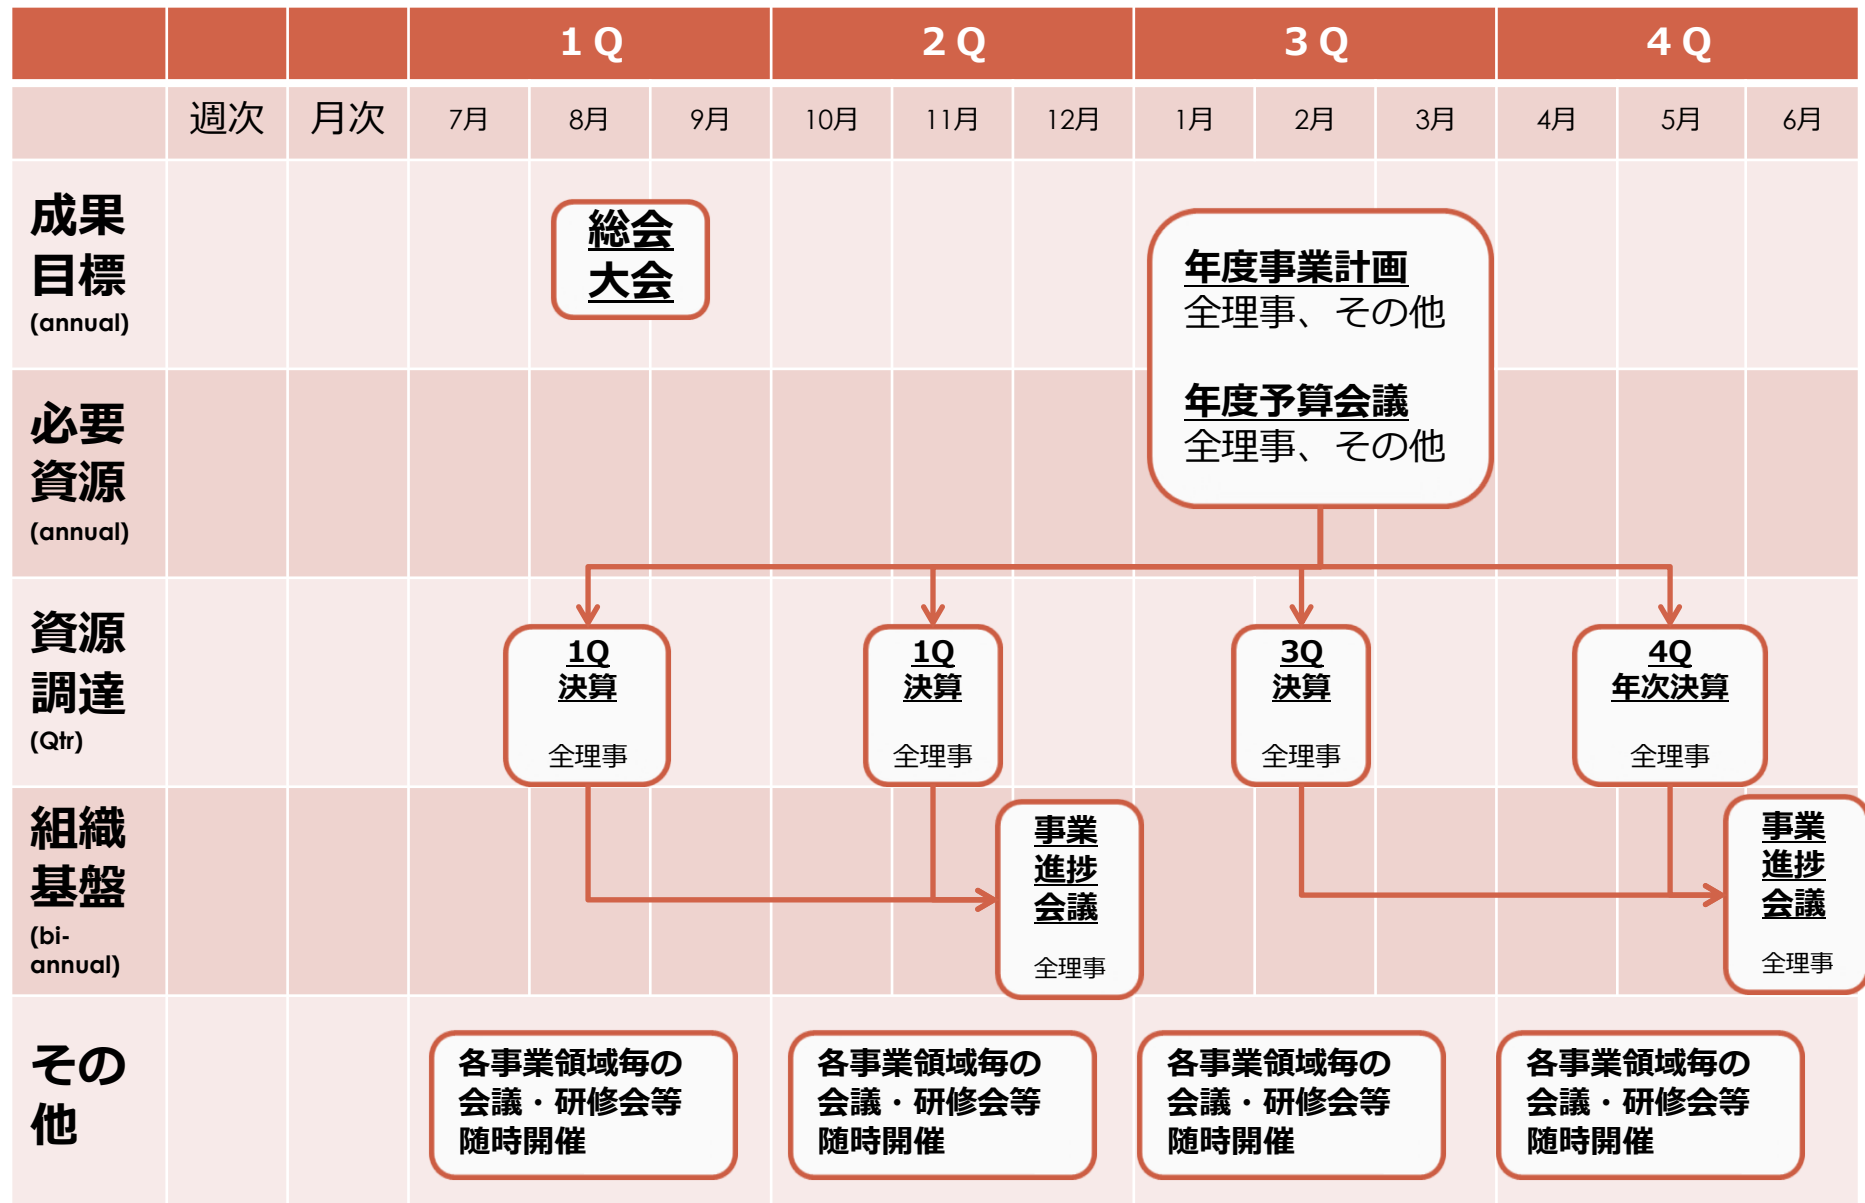 1 Q
2 Q
3 Q
4 Q
週次
月次
7月
8月
9月
10月
11月
12月
1月
2月
3月
4月
5月
6月
成果
目標
(annual)
総会
大会
年度事業計画
全理事、その他
年度予算会議
全理事、その他
必要
資源
(annual)
資源
調達
(Qtr)
1Q
決算
全理事
1Q
決算
全理事
3Q
決算
全理事
4Q
年次決算
全理事
組織
基盤
(bi-
annual)
事業
進捗
会議
全理事
事業
進捗
会議
全理事
その
他
各事業領域毎の
会議・研修会等
随時開催
各事業領域毎の
会議・研修会等
随時開催
各事業領域毎の
会議・研修会等
随時開催
各事業領域毎の
会議・研修会等
随時開催